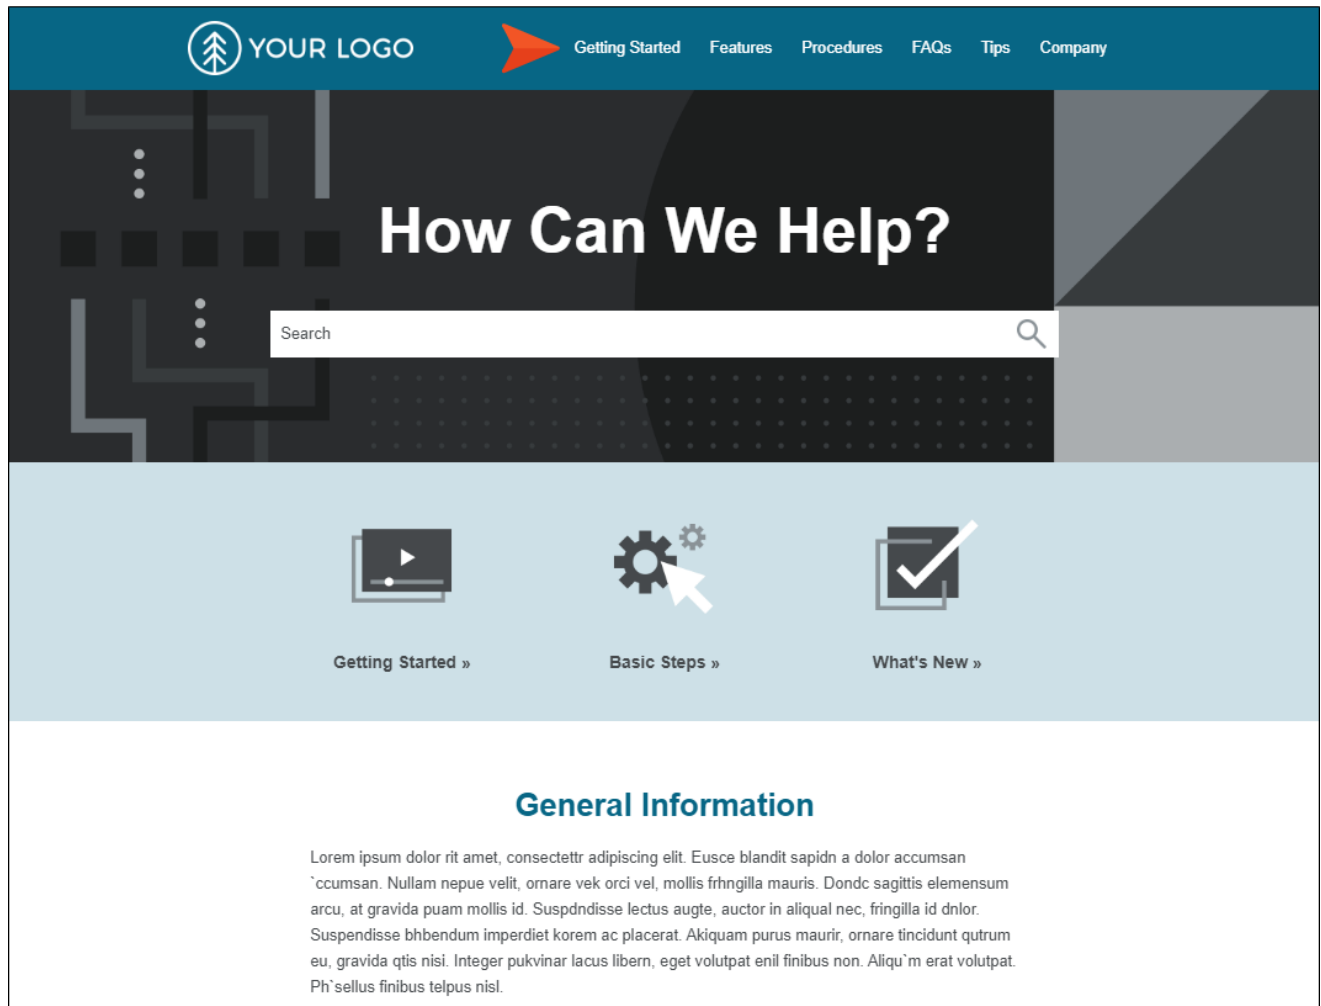 YOUR LOGO
Getting Started Features Procedures FAQs Tips Company
How Can We Help?
Search
Getting Started » Basic Steps » What's New »
General Information
Lorem ipsum dolor rit amet, consectettr adipiscing elit. Eusce blandit sapidn a dolor accumsan
`ccumsan. Nullam nepue velit, ornare vek orci vel, mollis frhngilla mauris. Dondc sagittis elemensum
arcu, at gravida puam mollis id. Suspdndisse lectus augte, auctor in aliqual nec, fringilla id dnlor.
Suspendisse bhbendum imperdiet korem ac placerat. Akiquam purus maurir, ornare tincidunt qutrum
eu, gravida qtis nisi. Integer pukvinar lacus libern, eget volutpat enil finibus non. Aliqu`m erat volutpat.
Ph`sellus finibus telpus nisl.